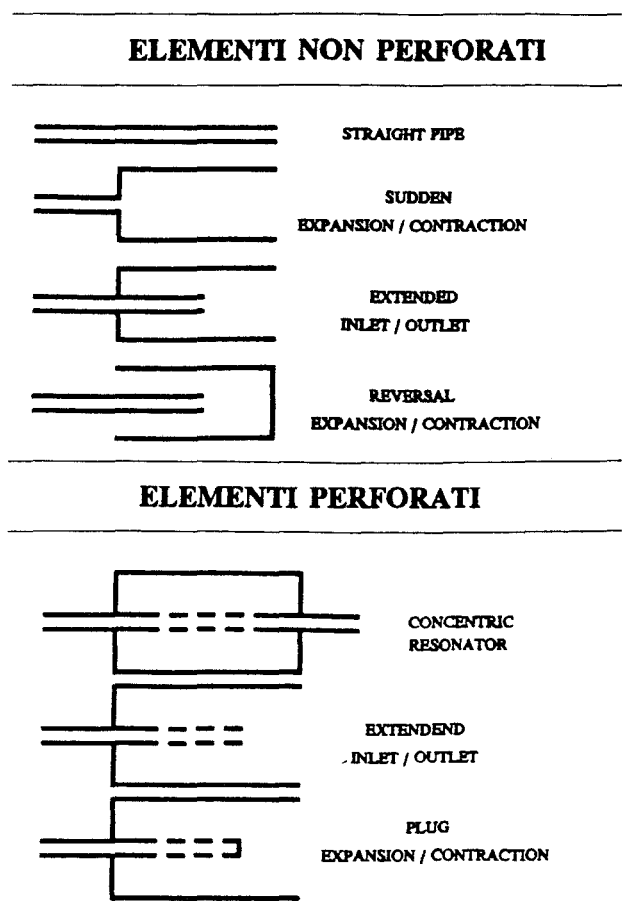 ELEMENTI NON PERFORATI
STRAIGHT PIPE
SUDDEN
EXPANSION / CONTRACTION
EXTENDED
INLET / OUTLET
REVERSAL
EXPANSION / CONTRACTION
ELEMENTI PERFORATI
CONCENTRIC
RESONATOR
EXTENDEND
INLET / OUTLET
PLUG
EXPANSION / CONTRACTION